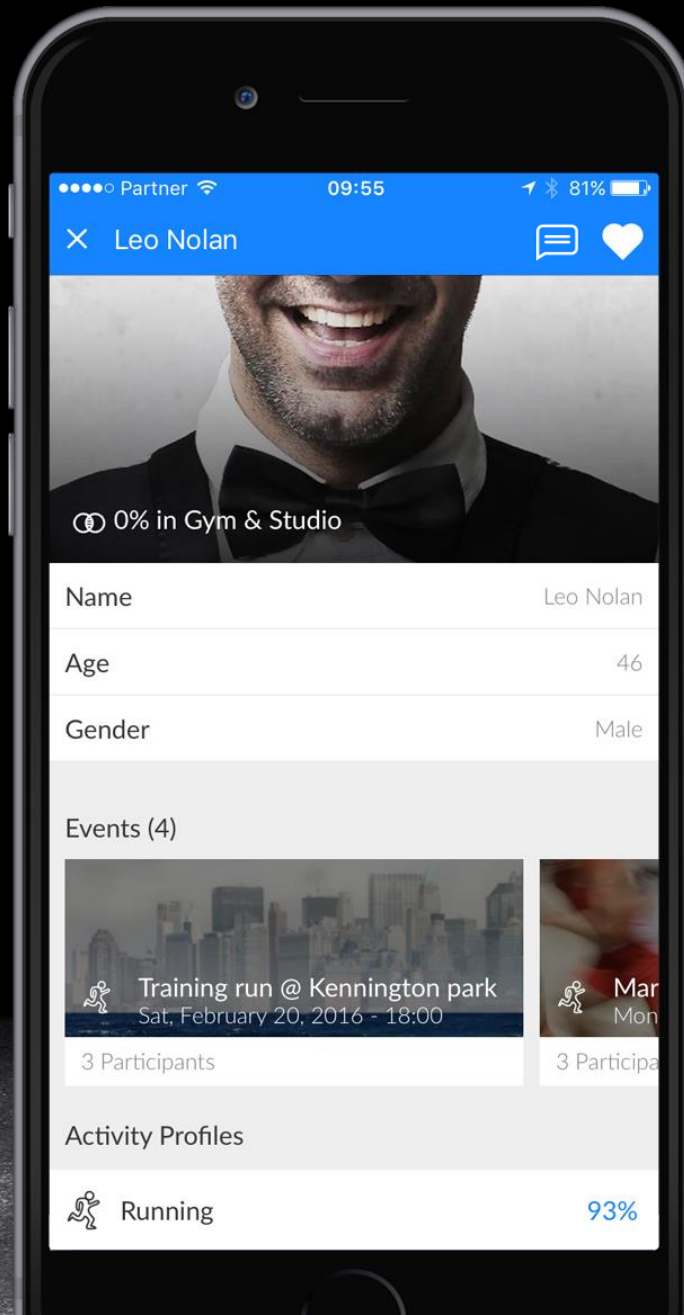 Partner 09:55 81%
Leo Nolan
0% in Gym & Studio
Name Leo Nolan
Age 46
Gender Male
Events (4)
Training run @ Kennington park
Sat, February 20, 2016 - 18:00
3 Participants
Mar
Mon
3 Participa
Activity Profiles
Running 93%